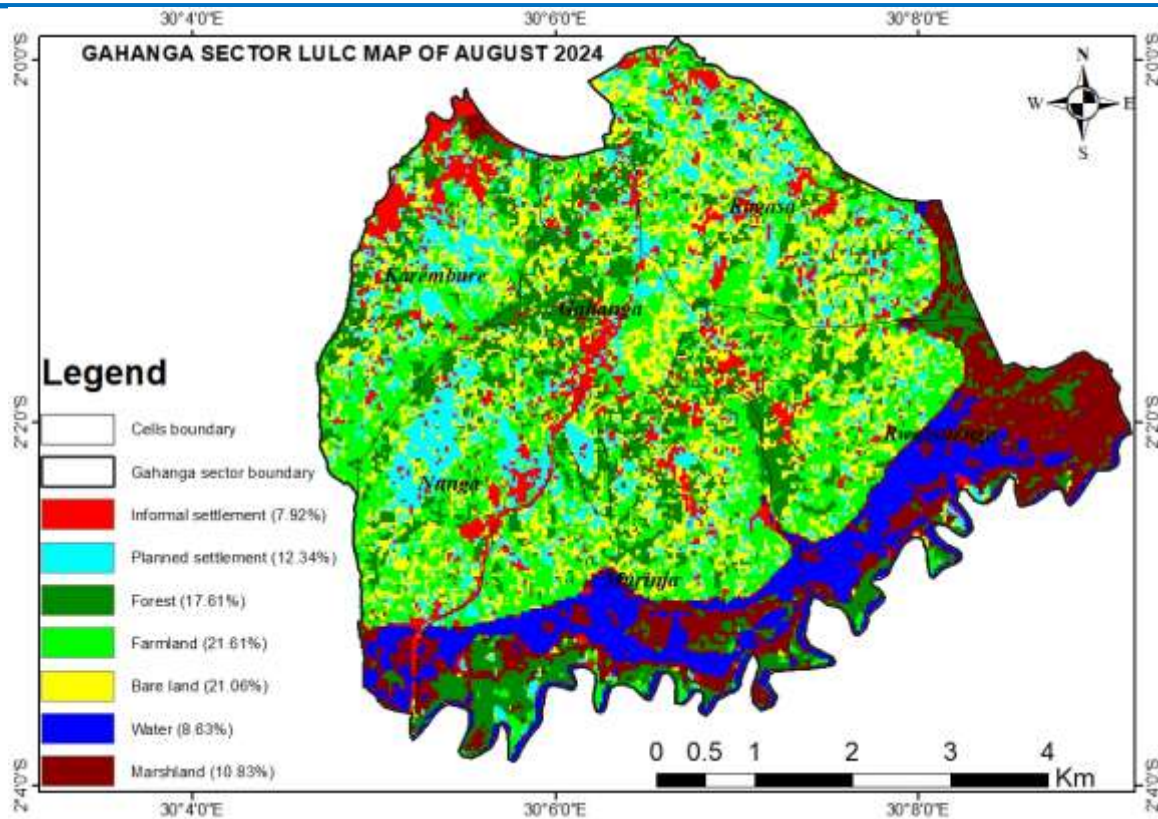 30°4'0"E 30°6'0"E 30°8'0"E
GAHANGA SECTOR LULC MAP OF AUGUST 2024
2°0'0"S 2°0'0"S
N
W E
S
Kagasa
Karembure
Gahanga
Legend
Cells boundary
2°2'0"S 2°2'0"S
Gahanga sector boundary
Nunga
Informal settlement (7.92%)
Planned settlement (12.34%)
Murinja
Forest (17.61%)
Farmland (21.61%)
Bare land (21.06%)
Water (8.63%)
0 0.5 1 2 3 4
Km
Marshland (10.83%)
2°4'0"S 2°4'0"S
30°4'0"E 30°6'0"E 30°8'0"E